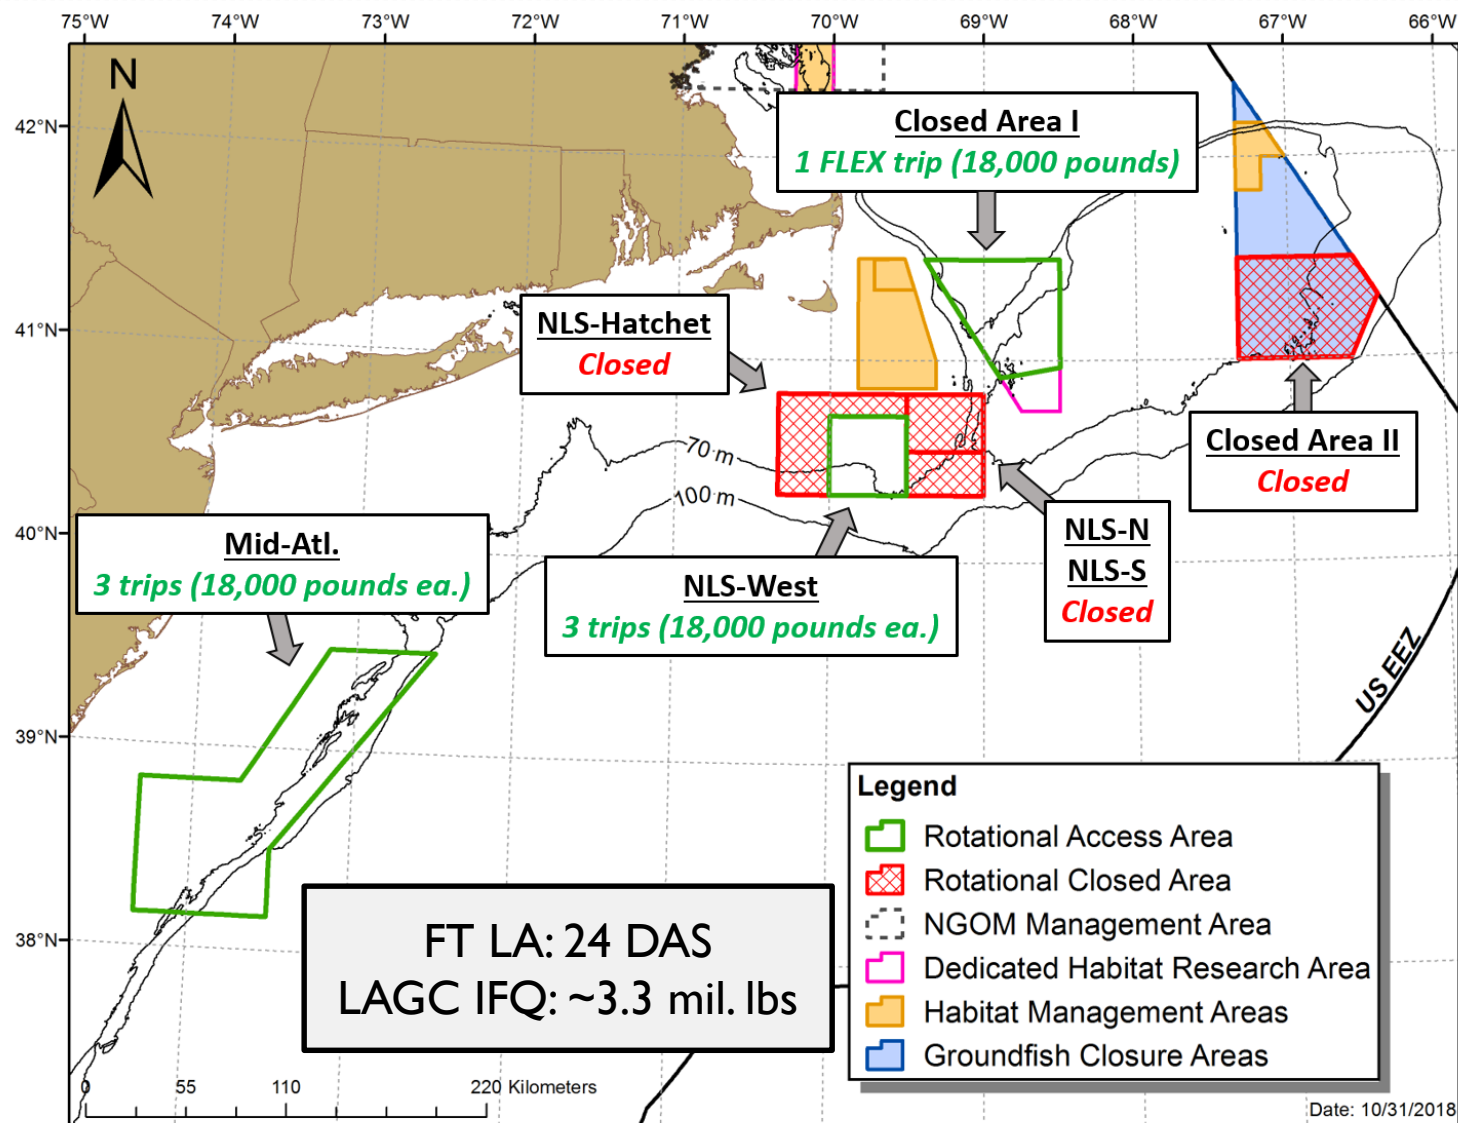 75°W 74°W 73°W 72°W 71°W 70°W 69°W 68°W 67°W 66°W
N
42°N
41°N
40°N
39°N
38°N
Closed Area I
1 FLEX trip (18,000 pounds)
NLS-Hatchet
Closed
Closed Area II
Closed
70 m
100 m
NLS-N
NLS-S
Closed
Mid-Atl.
3 trips (18,000 pounds ea.)
NLS-West
3 trips (18,000 pounds ea.)
US EEZ
Legend
Rotational Access Area
Rotational Closed Area
NGOM Management Area
Dedicated Habitat Research Area
Habitat Management Areas
Groundfish Closure Areas
FT LA: 24 DAS
LAGC IFQ: ~3.3 mil. lbs
0 55 110 220 Kilometers
Date: 10/31/2018